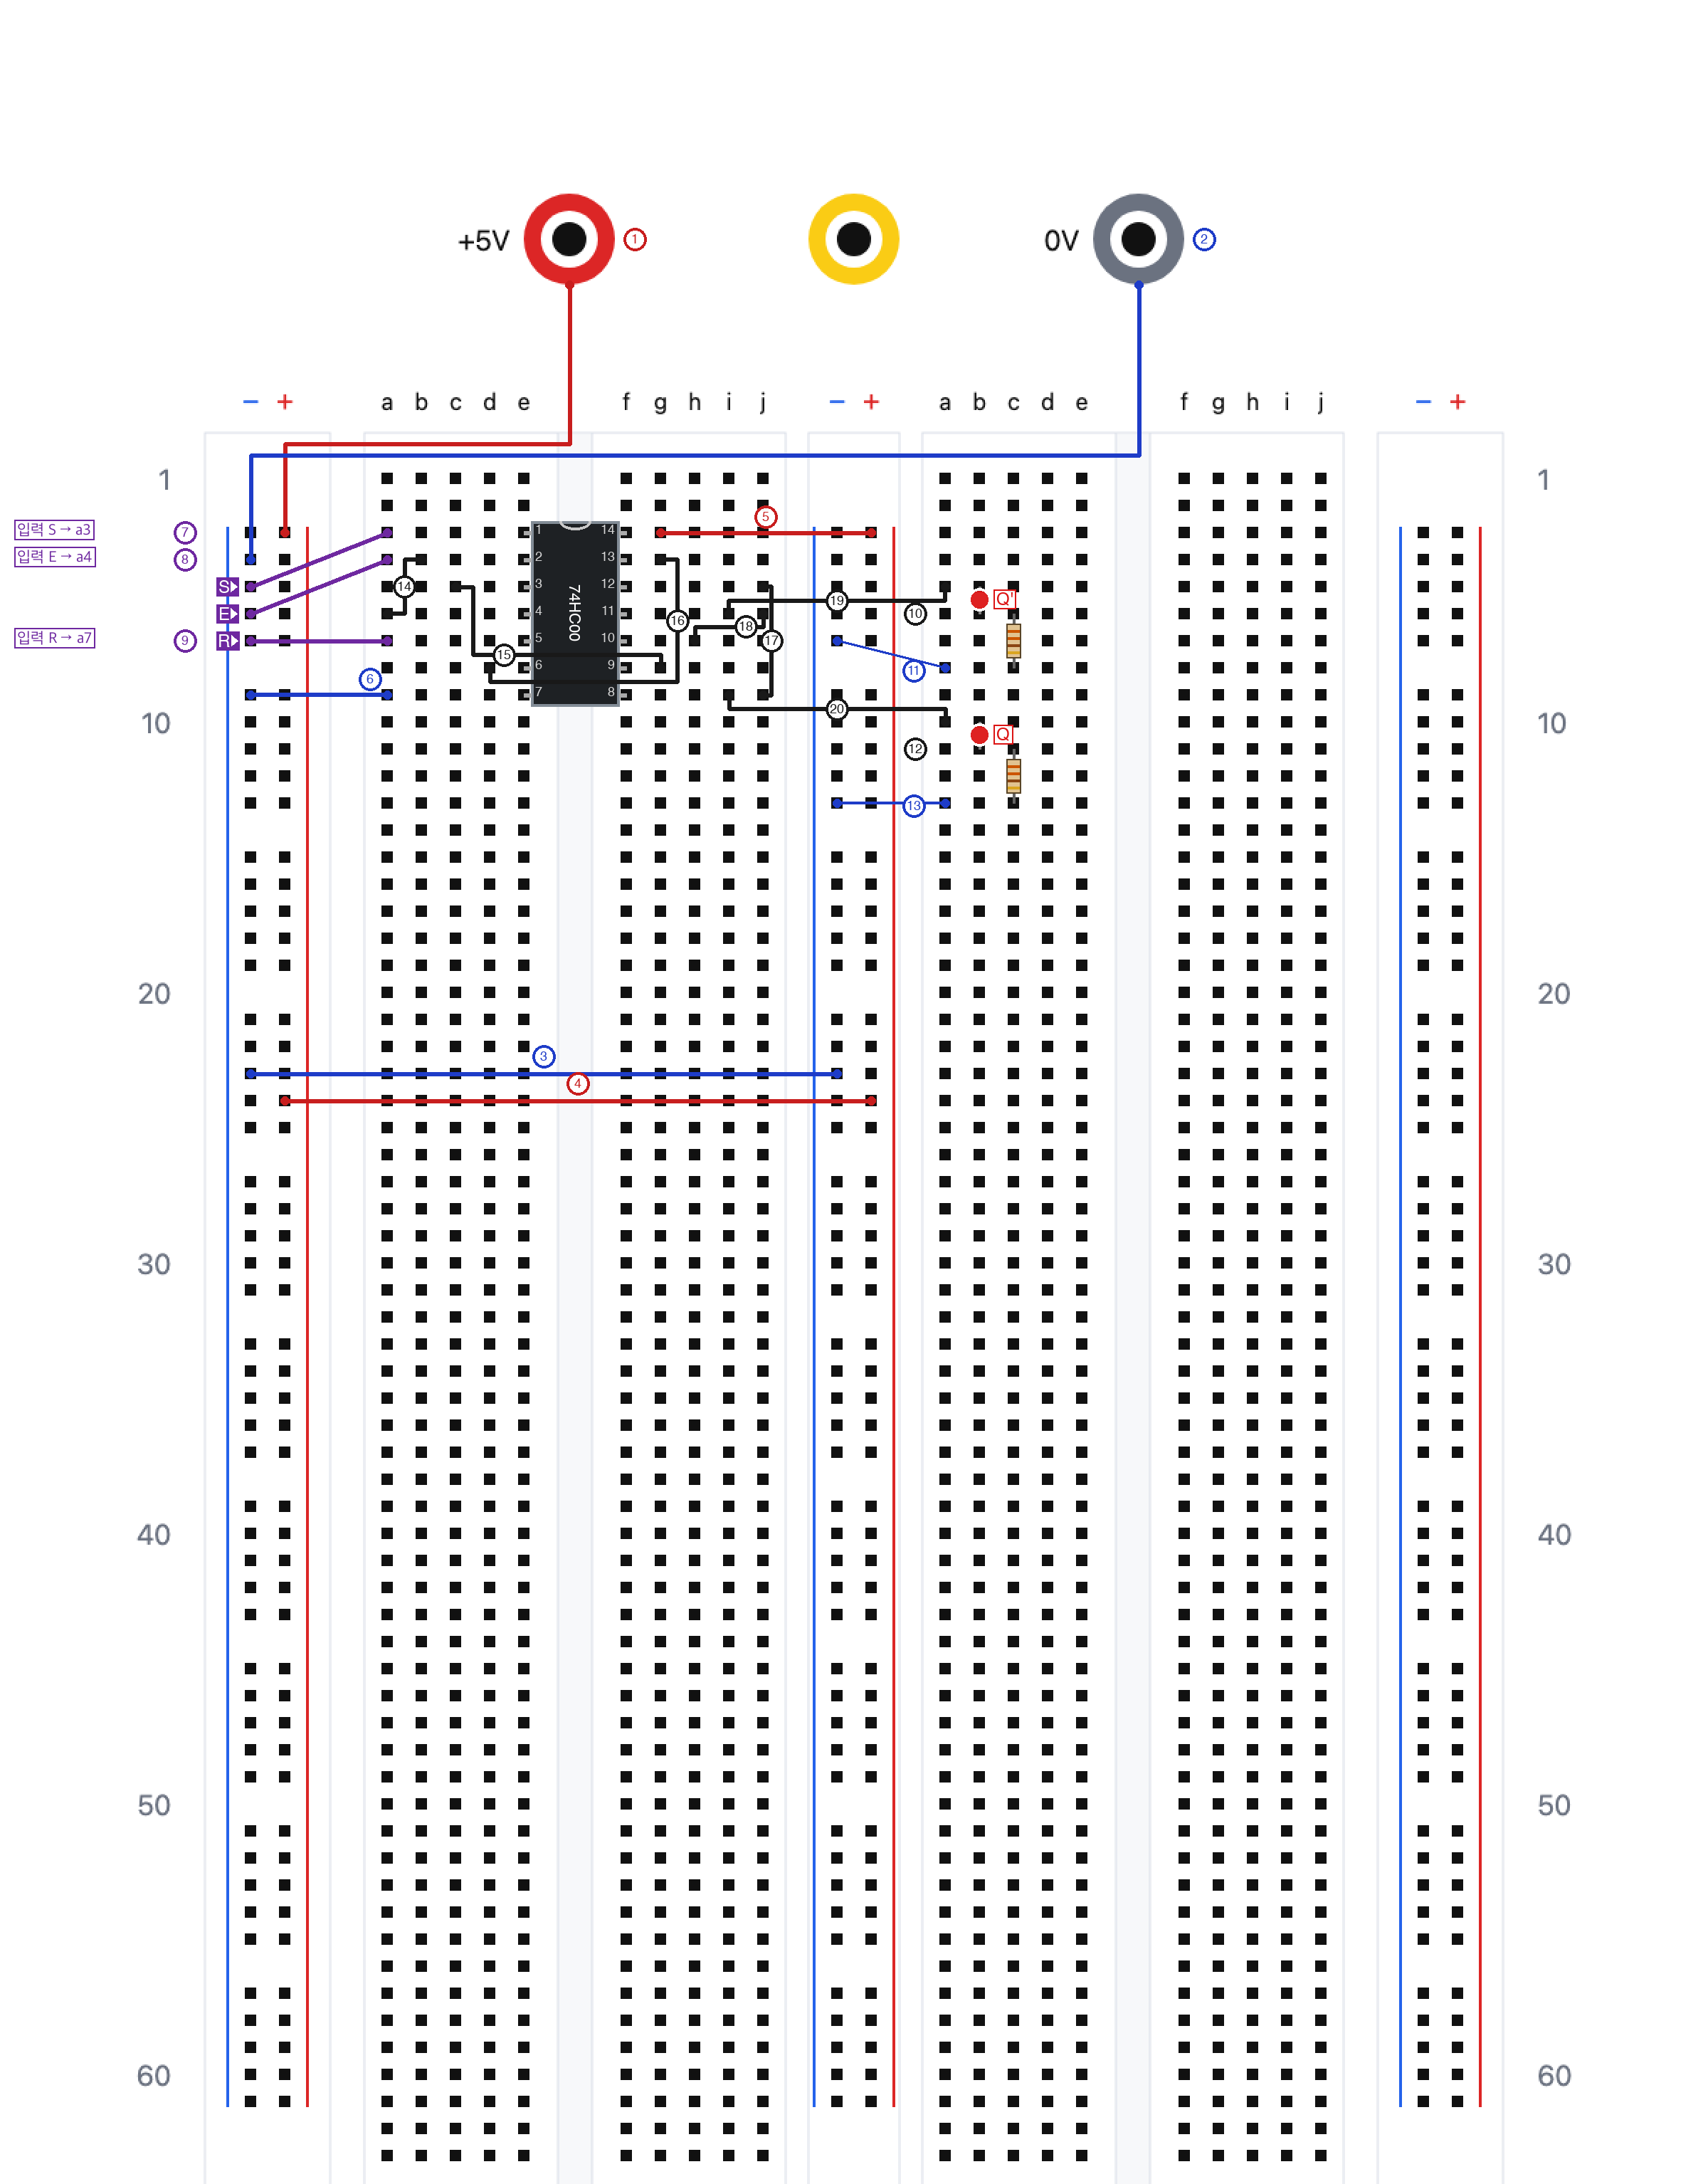 +5V ① 0V ②
− + a b c d e f g h i j − + a b c d e f g h i j − +
1 1
⑤
입력 S → a3 ⑦ 1 14
입력 E → a4 ⑧ 2 13
S ⑭ 3 12 ⑲ Q'
E 4 11 ⑯ ⑱ ⑩
입력 R → a7 ⑨ R 5 10 ⑰
74HC00
⑮ 6 9 ⑪
⑥ 7 8
⑳
10 10
Q
⑫
⑬
20 20
③
④
30 30
40 40
50 50
60 60